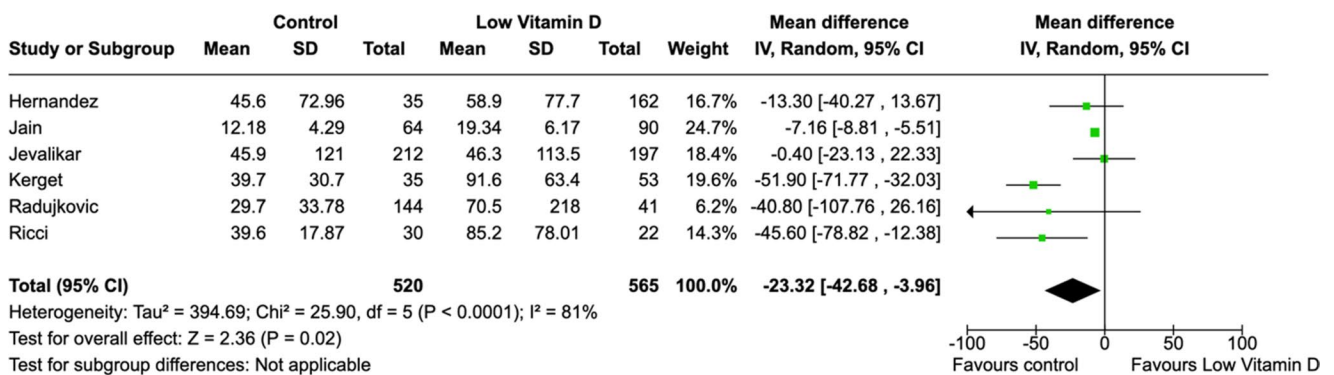 Control Low Vitamin D Mean difference Mean difference
Study or Subgroup Mean SD Total Mean SD Total Weight IV, Random, 95% CI IV, Random, 95% CI
Hernandez 45.6 72.96 35 58.9 77.7 162 16.7% -13.30 [-40.27 , 13.67]
Jain 12.18 4.29 64 19.34 6.17 90 24.7% -7.16 [-8.81 , -5.51]
Jevalikar 45.9 121 212 46.3 113.5 197 18.4% -0.40 [-23.13 , 22.33]
Kerget 39.7 30.7 35 91.6 63.4 53 19.6% -51.90 [-71.77 , -32.03]
Radujkovic 29.7 33.78 144 70.5 218 41 6.2% -40.80 [-107.76 , 26.16]
Ricci 39.6 17.87 30 85.2 78.01 22 14.3% -45.60 [-78.82 , -12.38]
Total (95% CI) 520 565 100.0% -23.32 [-42.68 , -3.96]
Heterogeneity: Tau² = 394.69; Chi² = 25.90, df = 5 (P < 0.0001); I² = 81%
Test for overall effect: Z = 2.36 (P = 0.02) -100 -50 0 50 100
Test for subgroup differences: Not applicable Favours control Favours Low Vitamin D